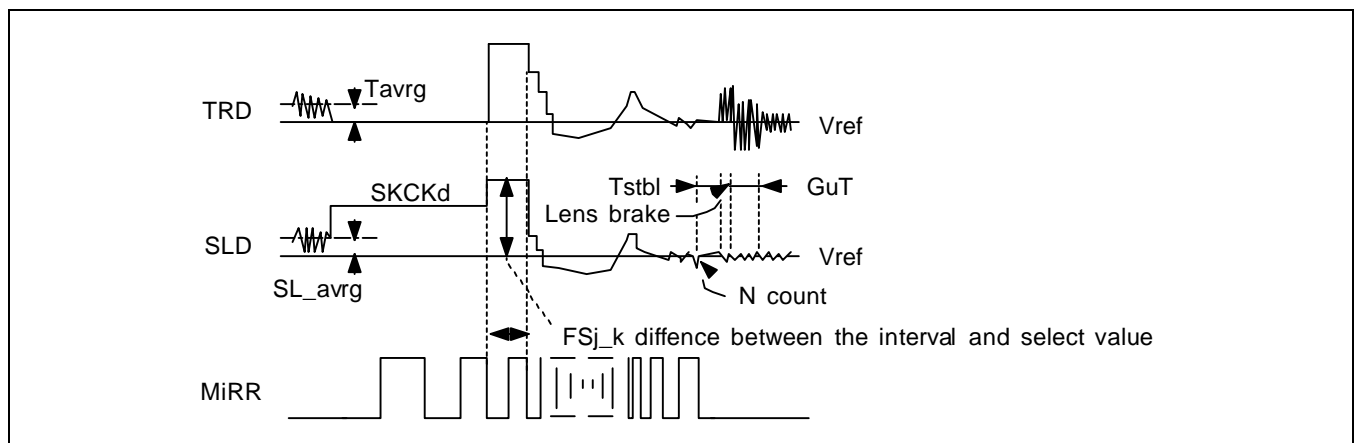 Tavrg
TRD
Vref
SKCKd
Tstbl
GuT
Lens brake
SLD
Vref
SL_avrg
N count
FSj_k diffence between the interval and select value
MiRR